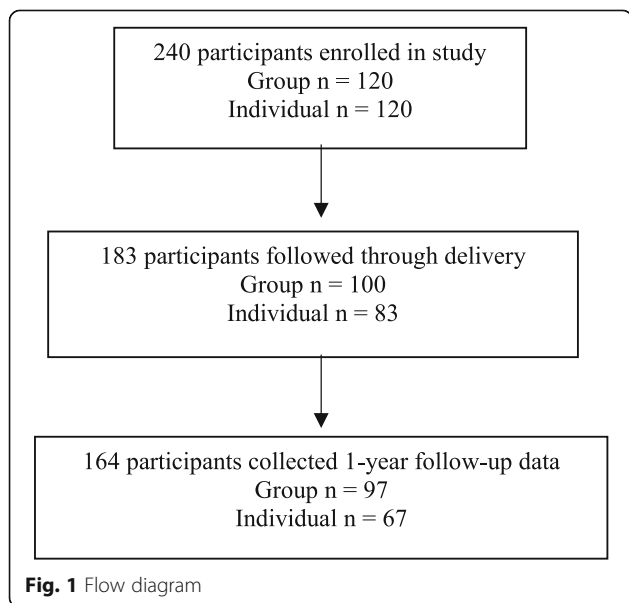 240 participants enrolled in study
Group n = 120
Individual n = 120
183 participants followed through delivery
Group n = 100
Individual n = 83
164 participants collected 1-year follow-up data
Group n = 97
Individual n = 67
Fig. 1 Flow diagram